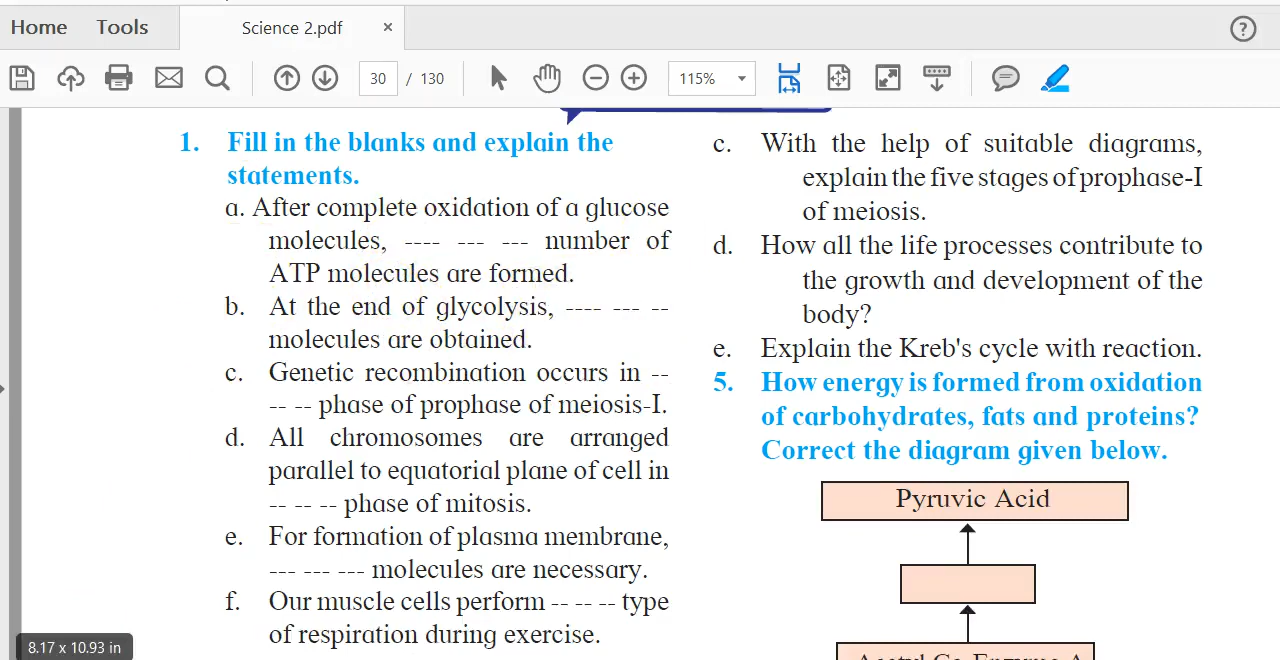 Home Tools Science 2.pdf ×
30 / 130 115%
1. Fill in the blanks and explain the
statements.
a. After complete oxidation of a glucose
molecules, ---- --- --- number of
ATP molecules are formed.
b. At the end of glycolysis, ---- --- --
molecules are obtained.
c. Genetic recombination occurs in --
-- -- phase of prophase of meiosis-I.
d. All chromosomes are arranged
parallel to equatorial plane of cell in
-- -- -- phase of mitosis.
e. For formation of plasma membrane,
--- --- --- molecules are necessary.
f. Our muscle cells perform -- -- -- type
of respiration during exercise.
8.17 x 10.93 in
c. With the help of suitable diagrams,
explain the five stages of prophase-I
of meiosis.
d. How all the life processes contribute to
the growth and development of the
body?
e. Explain the Kreb's cycle with reaction.
5. How energy is formed from oxidation
of carbohydrates, fats and proteins?
Correct the diagram given below.
Pyruvic Acid
Acetyl Co-Enzyme A